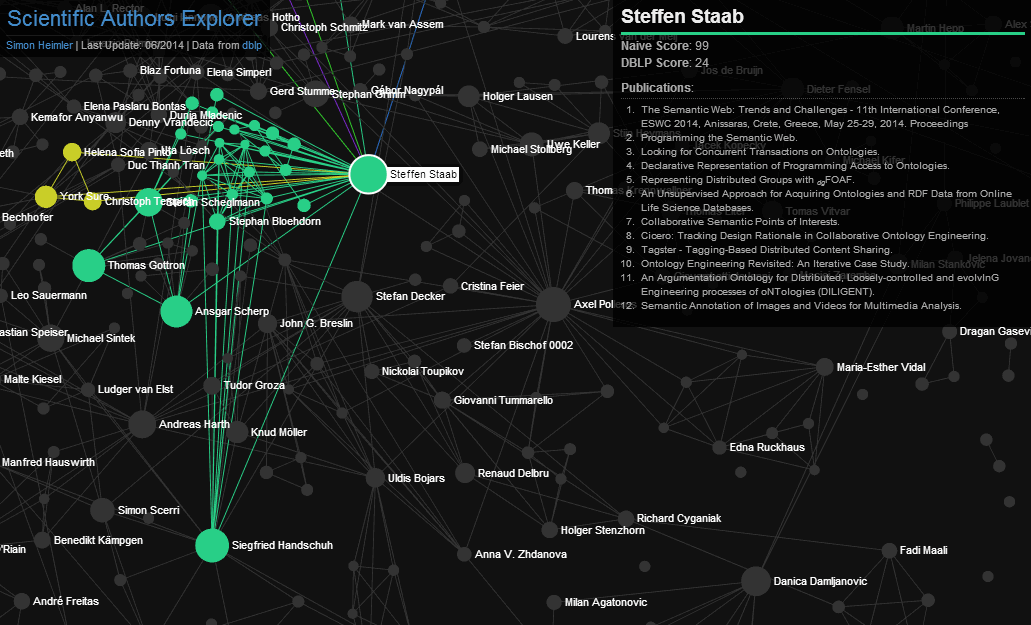 Scientific Authors Explorer
Simon Heimler | Last Update: 06/2014 | Data from dblp
Alan L. Rector
Hotho
Christoph Schmitz
Mark van Assem
Lourens van der Meij
Blaz Fortuna
Elena Simperl
Gerd Stumme
Stephan Grimm
Gábor Nagypál
Holger Lausen
Elena Paslaru Bontas
Kemafor Anyanwu
Denny Vrandecic
Dunja Mladenic
Uta Lösch
Michael Stollberg
Uwe Keller
eth
Helena Sofia Pinto
Duc Thanh Tran
Steffen Staab
Thom
York Sure
Christoph Tempich
Stefan Scheglmann
Bechhofer
Stephan Bloehdorn
Thomas Gottron
Leo Sauermann
Ansgar Scherp
Stefan Decker
Cristina Feier
Axel Polleres
John G. Breslin
astian Speiser
Michael Sintek
Stefan Bischof 0002
Nickolai Toupikov
Malte Kiesel
Ludger van Elst
Tudor Groza
Giovanni Tummarello
Andreas Harth
Knud Möller
Manfred Hauswirth
Uldis Bojars
Renaud Delbru
Simon Scerri
Richard Cyganiak
Holger Stenzhorn
Benedikt Kämpgen
'Riain
Siegfried Handschuh
Anna V. Zhdanova
Fadi Maali
Danica Damljanovic
André Freitas
Milan Agatonovic
Dragan Gasevi
Maria-Esther Vidal
Edna Ruckhaus
Steffen Staab
Naive Score: 99
DBLP Score: 24
Publications:
1. The Semantic Web: Trends and Challenges - 11th International Conference,
ESWC 2014, Anissaras, Crete, Greece, May 25-29, 2014. Proceedings
2. Programming the Semantic Web.
3. Looking for Concurrent Transactions on Ontologies.
4. Declarative Representation of Programming Access to Ontologies.
5. Representing Distributed Groups with dgFOAF.
6. An Unsupervised Approach for Acquiring Ontologies and RDF Data from Online
Life Science Databases.
7. Collaborative Semantic Points of Interests.
8. Cicero: Tracking Design Rationale in Collaborative Ontology Engineering.
9. Tagster - Tagging-Based Distributed Content Sharing.
10. Ontology Engineering Revisited: An Iterative Case Study.
11. An Argumentation Ontology for Distributed, Loosely-controlled and evolvInG
Engineering processes of oNTologies (DILIGENT).
12. Semantic Annotation of Images and Videos for Multimedia Analysis.
Martin Hepp
Alex
Jos de Bruijn
Dieter Fensel
Jacek Kopecky
Michael Kifer
Tomas Vitvar
Philippe Laublet
Milan Stankovic
Jelena Jovan